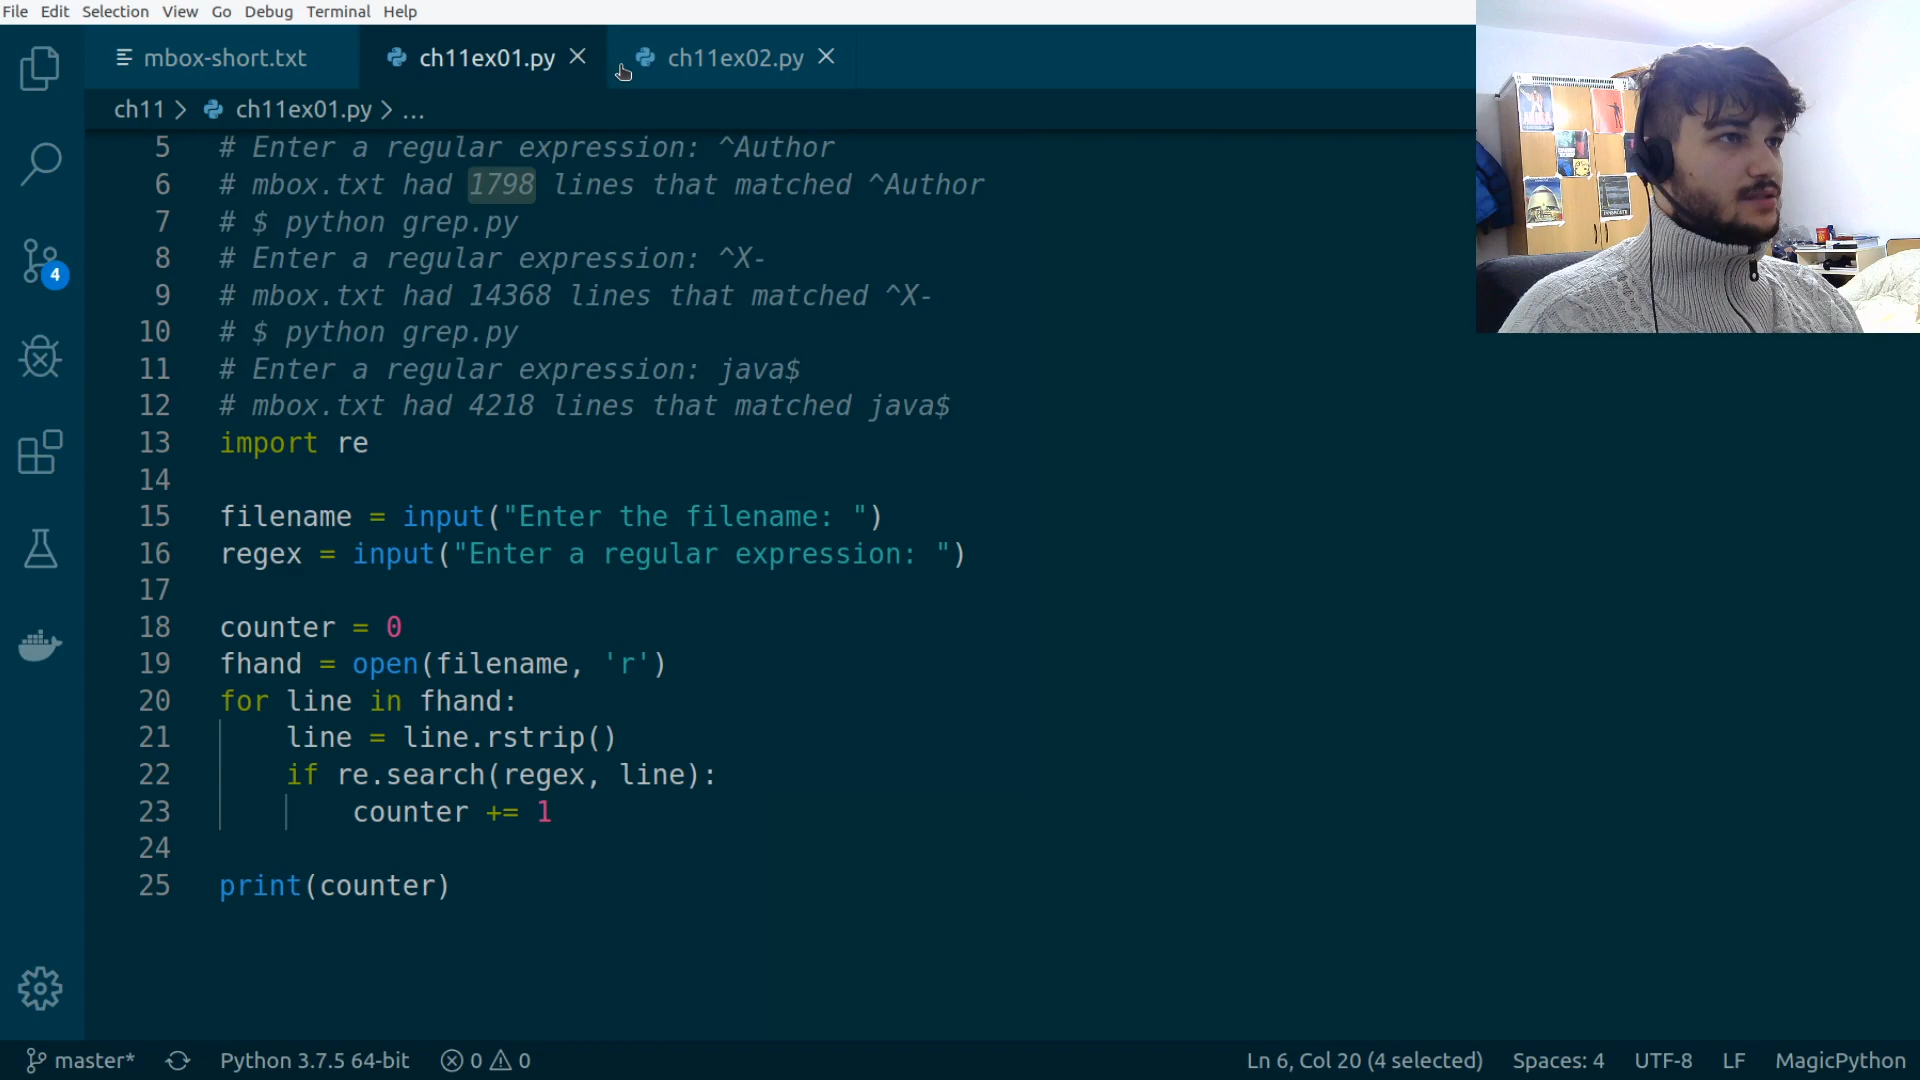 File Edit Selection View Go Debug Terminal Help
mbox-short.txt ch11ex01.py ch11ex02.py
ch11 > ch11ex01.py > ...
5 # Enter a regular expression: ^Author
6 # mbox.txt had 1798 lines that matched ^Author
7 # $ python grep.py
8 # Enter a regular expression: ^X-
9 # mbox.txt had 14368 lines that matched ^X-
10 # $ python grep.py
11 # Enter a regular expression: java$
12 # mbox.txt had 4218 lines that matched java$
13 import re
14
15 filename = input("Enter the filename: ")
16 regex = input("Enter a regular expression: ")
17
18 counter = 0
19 fhand = open(filename, 'r')
20 for line in fhand:
21 line = line.rstrip()
22 if re.search(regex, line):
23 counter += 1
24
25 print(counter)
4
master* Python 3.7.5 64-bit 0 0 Ln 6, Col 20 (4 selected) Spaces: 4 UTF-8 LF MagicPython